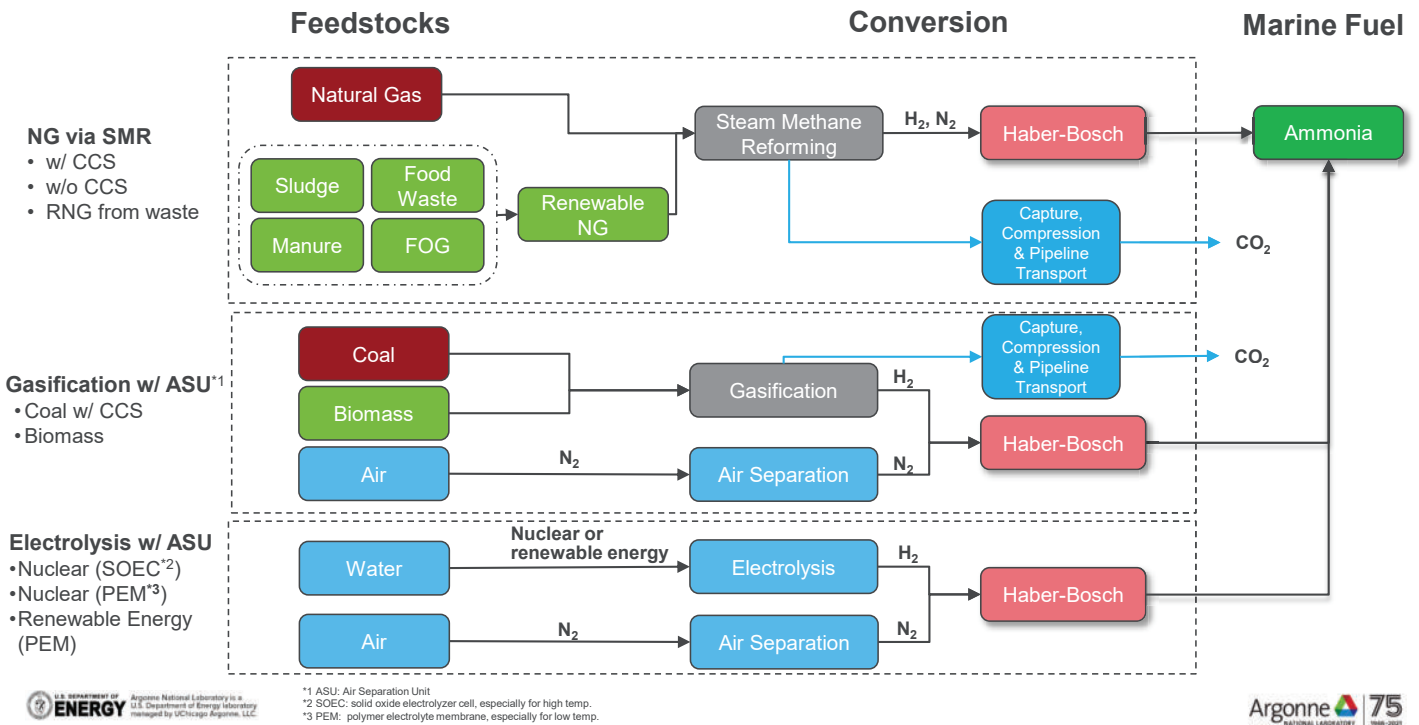 Feedstocks
Conversion
Marine Fuel
NG via SMR
• w/ CCS
• w/o CCS
• RNG from waste
Natural Gas
Sludge
Food
Waste
Manure
FOG
Renewable
NG
Steam Methane
Reforming
H₂, N₂
Haber-Bosch
Ammonia
Capture,
Compression
& Pipeline
Transport
CO₂
Gasification w/ ASU*1
• Coal w/ CCS
• Biomass
Coal
Biomass
Air
N₂
Gasification
Air Separation
H₂
N₂
Capture,
Compression
& Pipeline
Transport
CO₂
Haber-Bosch
Electrolysis w/ ASU
•Nuclear (SOEC*2)
•Nuclear (PEM*3)
•Renewable Energy
(PEM)
Water
Nuclear or
renewable energy
Electrolysis
H₂
Air
N₂
Air Separation
N₂
Haber-Bosch
U.S. DEPARTMENT OF
ENERGY
Argonne National Laboratory is a
U.S. Department of Energy laboratory
managed by UChicago Argonne, LLC.
*1 ASU: Air Separation Unit
*2 SOEC: solid oxide electrolyzer cell, especially for high temp.
*3 PEM: polymer electrolyte membrane, especially for low temp.
Argonne
NATIONAL LABORATORY
75
1946–2021